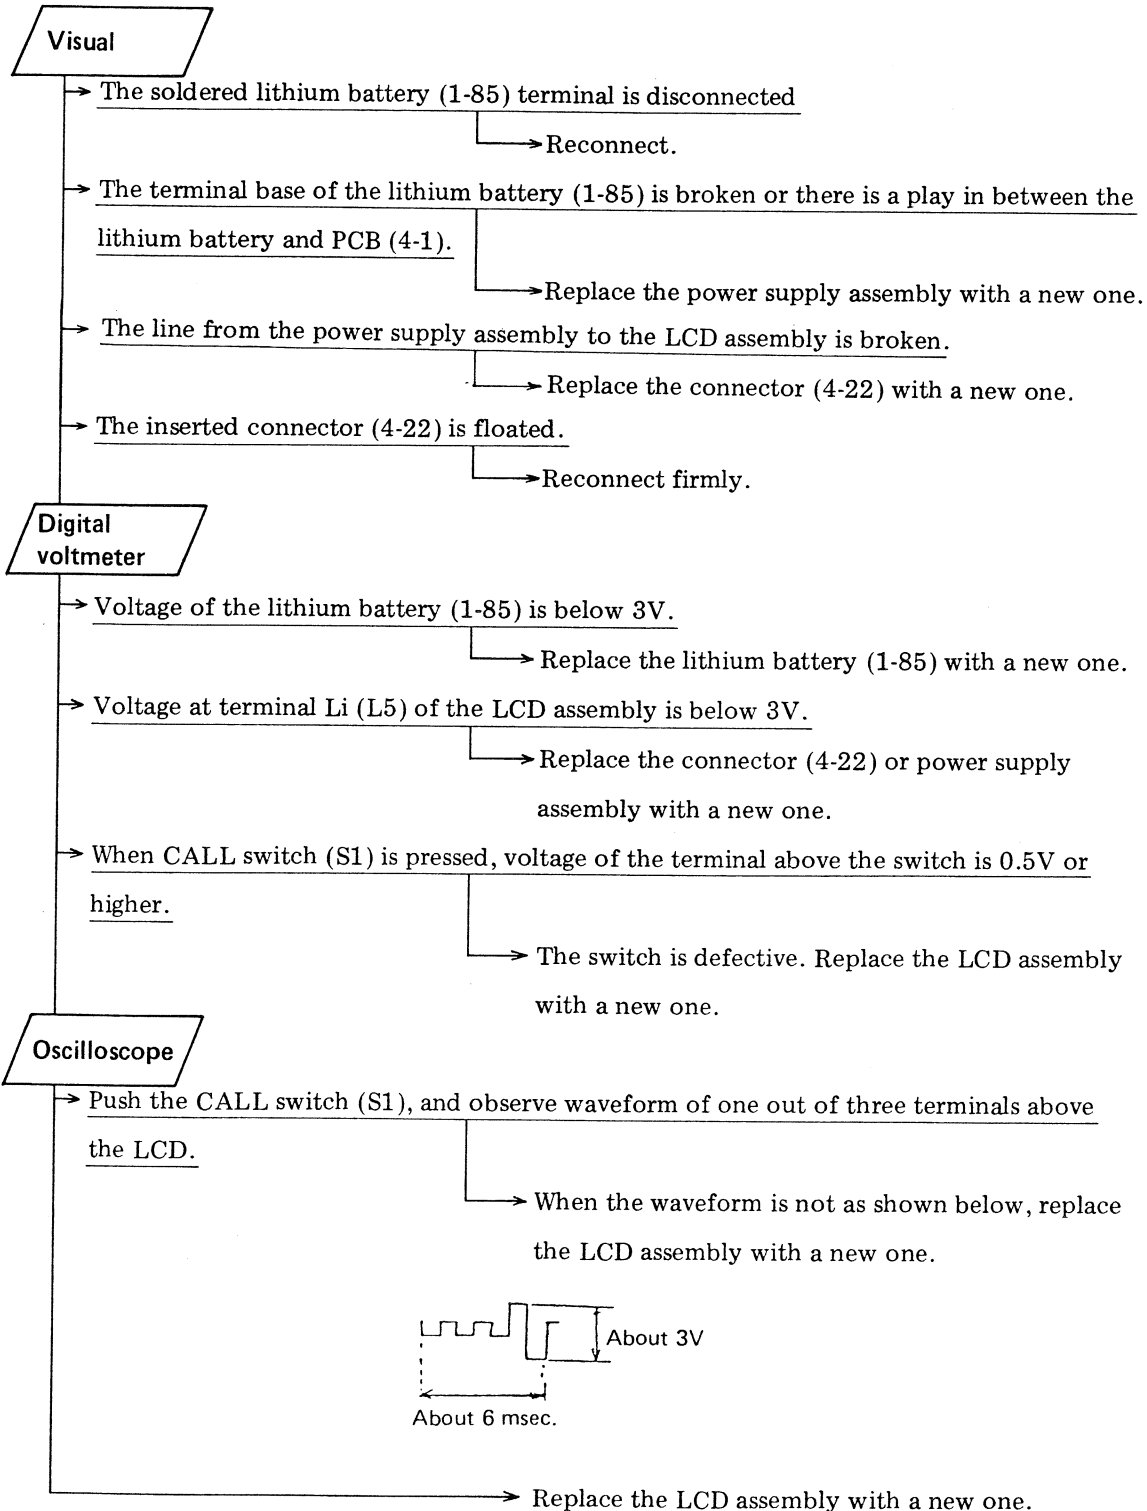 Visual
The soldered lithium battery (1-85) terminal is disconnected
Reconnect.
The terminal base of the lithium battery (1-85) is broken or there is a play in between the
lithium battery and PCB (4-1).
Replace the power supply assembly with a new one.
The line from the power supply assembly to the LCD assembly is broken.
Replace the connector (4-22) with a new one.
The inserted connector (4-22) is floated.
Reconnect firmly.
Digital
voltmeter
Voltage of the lithium battery (1-85) is below 3V.
Replace the lithium battery (1-85) with a new one.
Voltage at terminal Li (L5) of the LCD assembly is below 3V.
Replace the connector (4-22) or power supply
assembly with a new one.
When CALL switch (S1) is pressed, voltage of the terminal above the switch is 0.5V or
higher.
The switch is defective. Replace the LCD assembly
with a new one.
Oscilloscope
Push the CALL switch (S1), and observe waveform of one out of three terminals above
the LCD.
When the waveform is not as shown below, replace
the LCD assembly with a new one.
About 3V
About 6 msec.
Replace the LCD assembly with a new one.